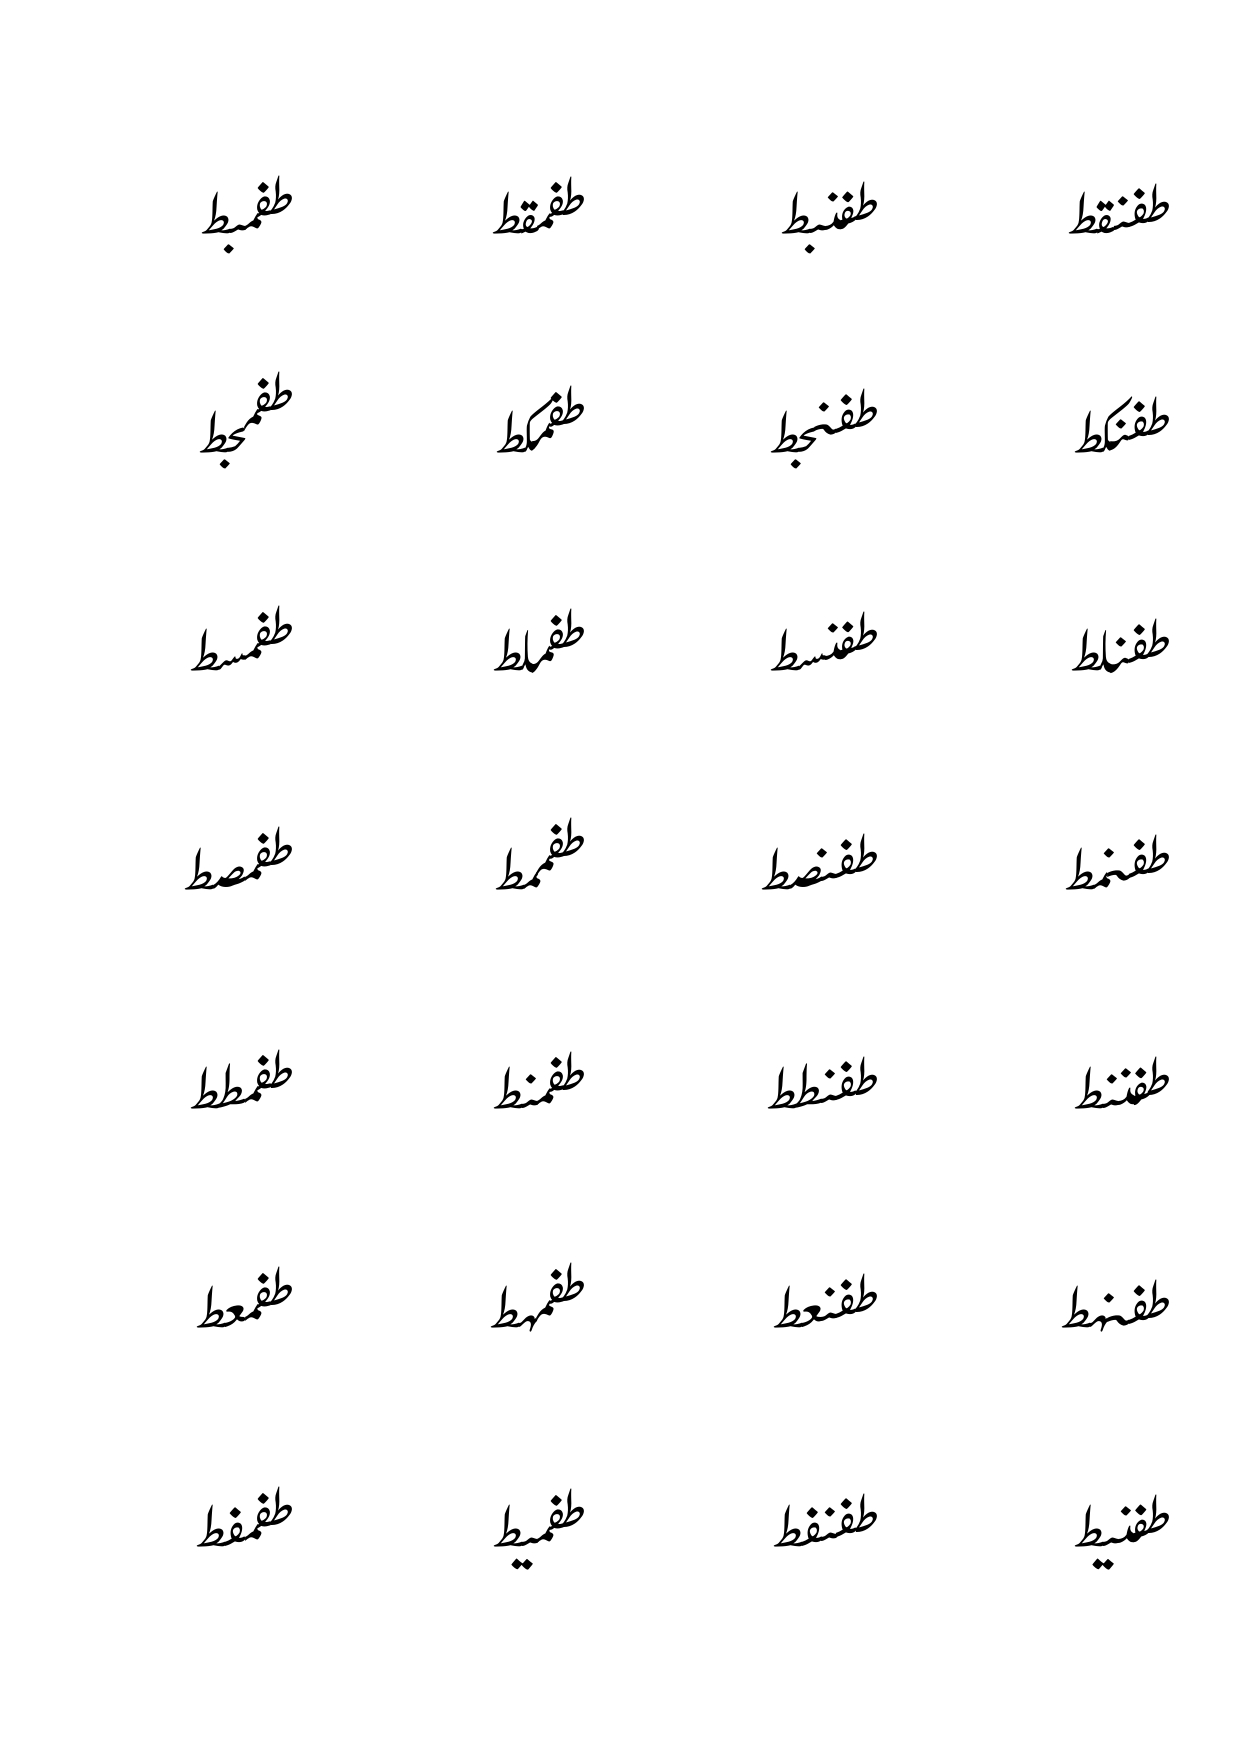 طفنقط طفنبط طفمقط طفمبط
طفنكط طفنجط طفمكط طفمجط
طفنلط طفنسط طفملط طفمسط
طفنمط طفنصط طفممط طفمصط
طفننط طفنطط طفمنط طفمطط
طفنهط طفنعط طفمهط طفمعط
طفنيط طفنفط طفميط طفمفط